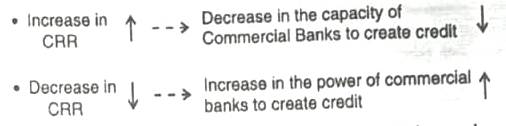 • Increase in CRR ↑ --→ Decrease in the capacity of
Commercial Banks to create credit ↓
• Decrease in CRR ↓ --→ Increase in the power of commercial
banks to create credit ↑